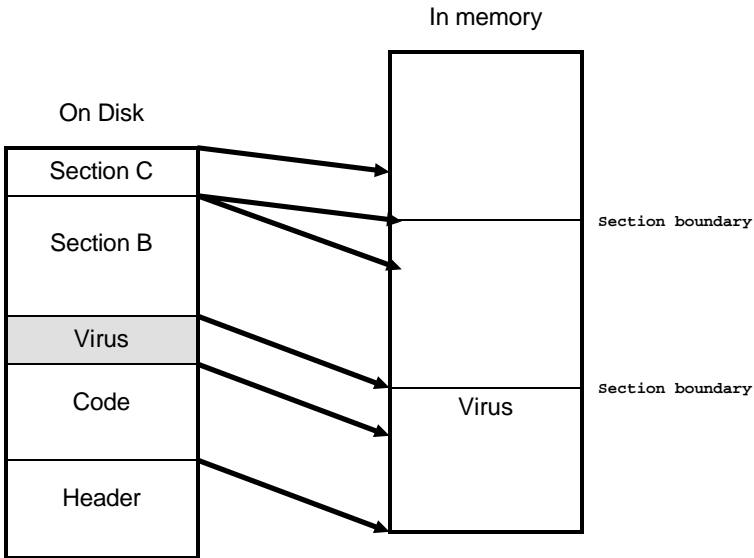 In memory
On Disk
Section C
Section B
Virus
Code
Header
Section boundary
Section boundary
Virus